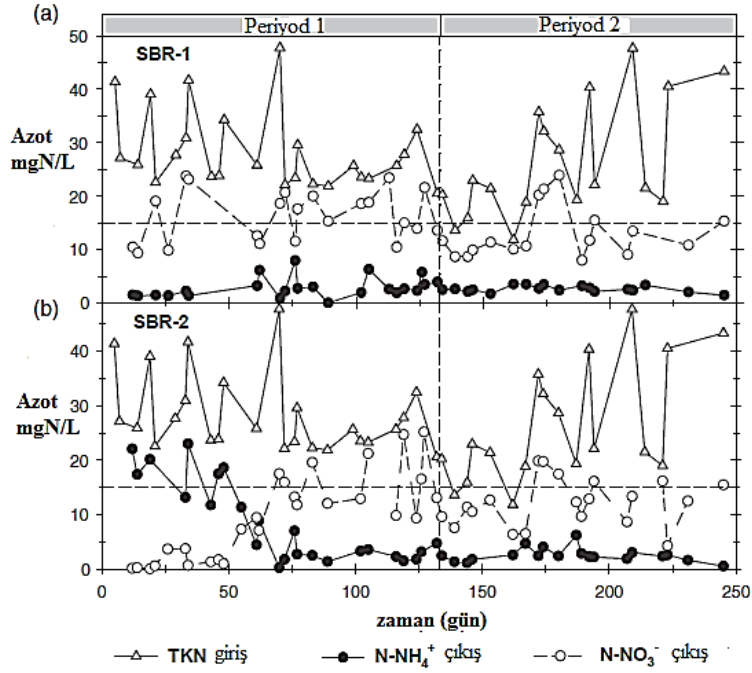 (a)
Periyod 1
Periyod 2
50
SBR-1
40
Azot
mgN/L
30
20
10
0
(b)
SBR-2
40
Azot
mgN/L
30
20
10
0
0
50
100
150
200
250
zaman (gün)
TKN giriş
N-NH₄⁺ çıkış
N-NO₃⁻ çıkış